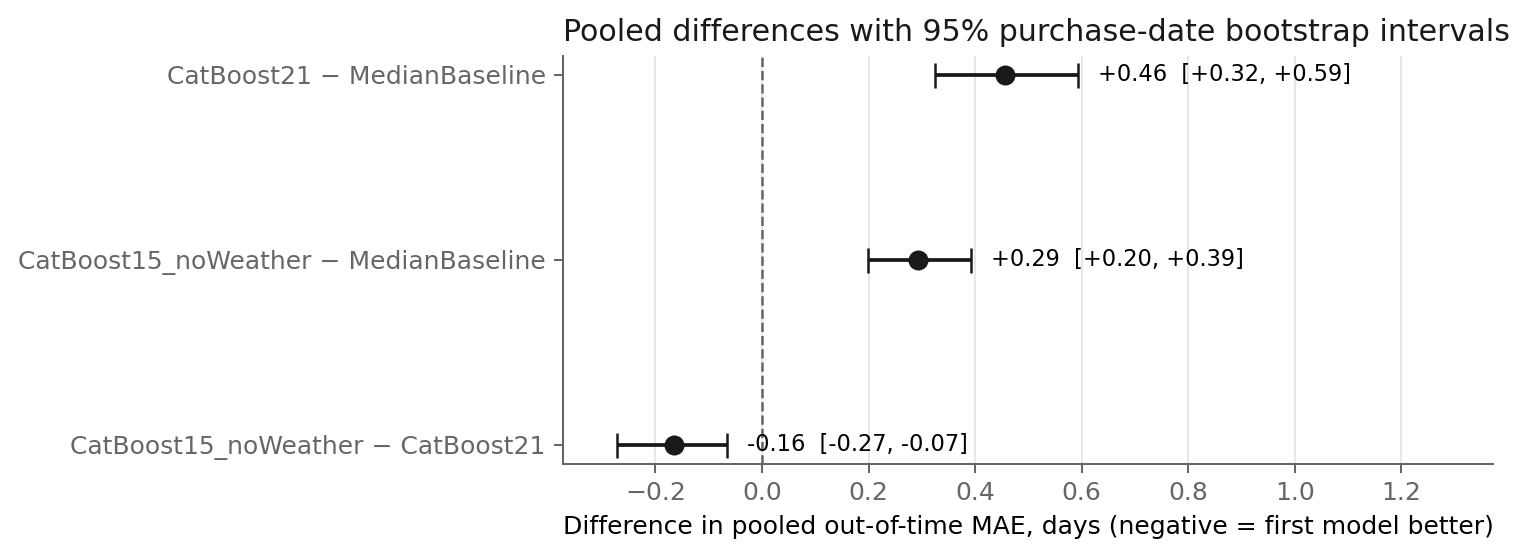 Pooled differences with 95% purchase-date bootstrap intervals
CatBoost21 − MedianBaseline
+0.46 [+0.32, +0.59]
CatBoost15_noWeather − MedianBaseline
+0.29 [+0.20, +0.39]
CatBoost15_noWeather − CatBoost21
-0.16 [-0.27, -0.07]
−0.2 0.0 0.2 0.4 0.6 0.8 1.0 1.2
Difference in pooled out-of-time MAE, days (negative = first model better)